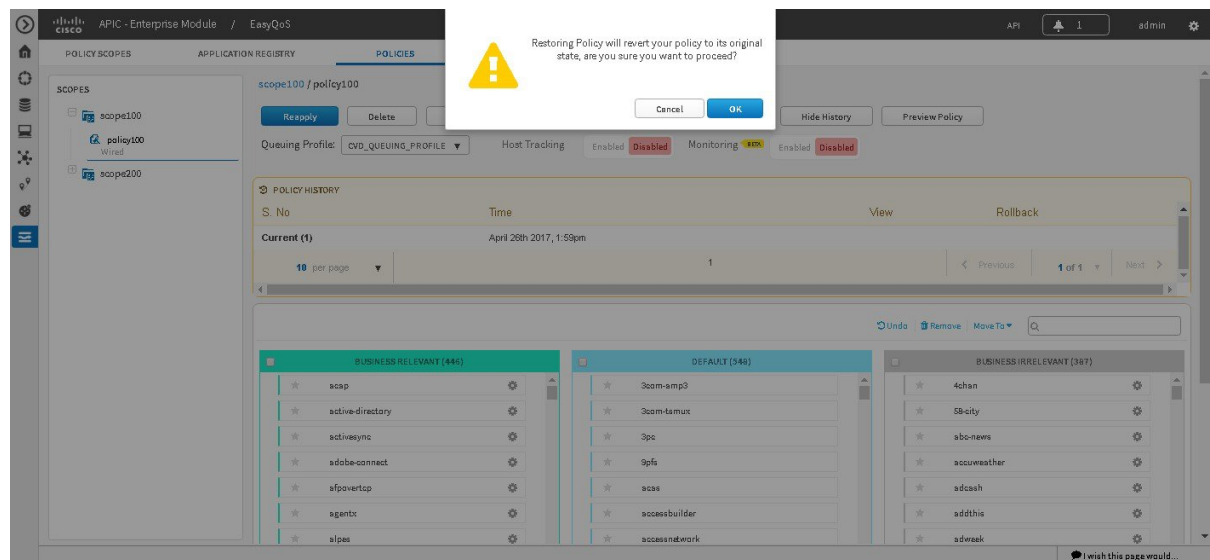 CISCO APIC - Enterprise Module / EasyQoS
API 1 admin
POLICY SCOPES APPLICATION REGISTRY POLICIES
Restoring Policy will revert your policy to its original
state, are you sure you want to proceed?
Cancel OK
SCOPES
scope100
policy100
Wired
scope200
scope100 / policy100
Reapply Delete Hide History Preview Policy
Queuing Profile: CVD_QUEUING_PROFILE Host Tracking Enabled Disabled Monitoring BETA Enabled Disabled
POLICY HISTORY
S. No Time View Rollback
Current (1) April 26th 2017, 1:59pm
10 per page 1 Previous 1 of 1 Next
Undo Remove Move To
BUSINESS RELEVANT (446) DEFAULT (548) BUSINESS IRRELEVANT (387)
acap 3com-amp3 4chan
active-directory 3com-tsmux 58-city
activesync 3pc abc-news
adobe-connect 9pfs accuweather
afpovertcp acas adcash
agentx accessbuilder addthis
alpes accessnetwork adweek
I wish this page would...